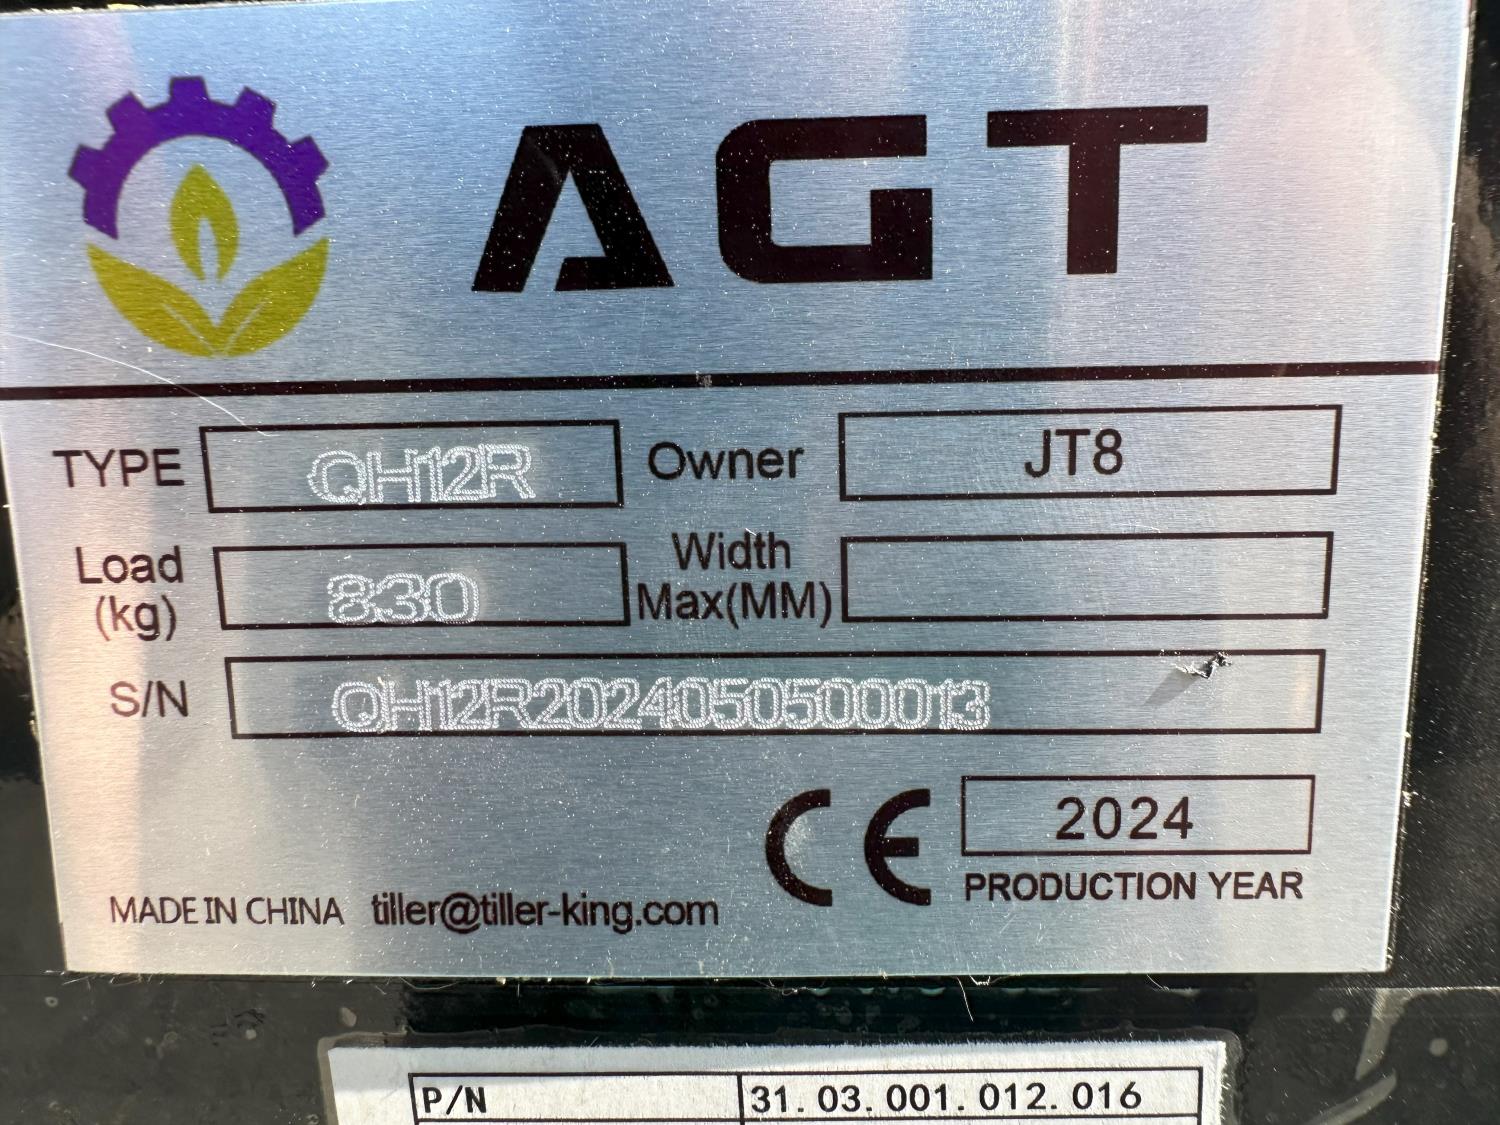 AGT
TYPE QH12R Owner JT8
Load (kg) 830 Width Max(MM)
S/N QH12R2024050500013
CE 2024
PRODUCTION YEAR
MADE IN CHINA tiller@tiller-king.com
P/N 31.03.001.012.016